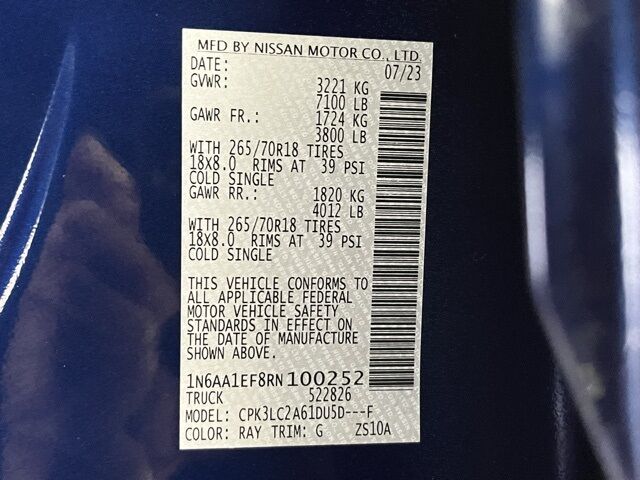 MFD BY NISSAN MOTOR CO., LTD.
DATE: 07/23
GVWR: 3221 KG
7100 LB
GAWR FR.: 1724 KG
3800 LB
WITH 265/70R18 TIRES
18X8.0 RIMS AT 39 PSI
COLD SINGLE
GAWR RR.: 1820 KG
4012 LB
WITH 265/70R18 TIRES
18X8.0 RIMS AT 39 PSI
COLD SINGLE
THIS VEHICLE CONFORMS TO
ALL APPLICABLE FEDERAL
MOTOR VEHICLE SAFETY
STANDARDS IN EFFECT ON
THE DATE OF MANUFACTURE
SHOWN ABOVE.
1N6AA1EF8RN100252
TRUCK 522826
MODEL: CPK3LC2A61DU5D---F
COLOR: RAY TRIM: G ZS10A